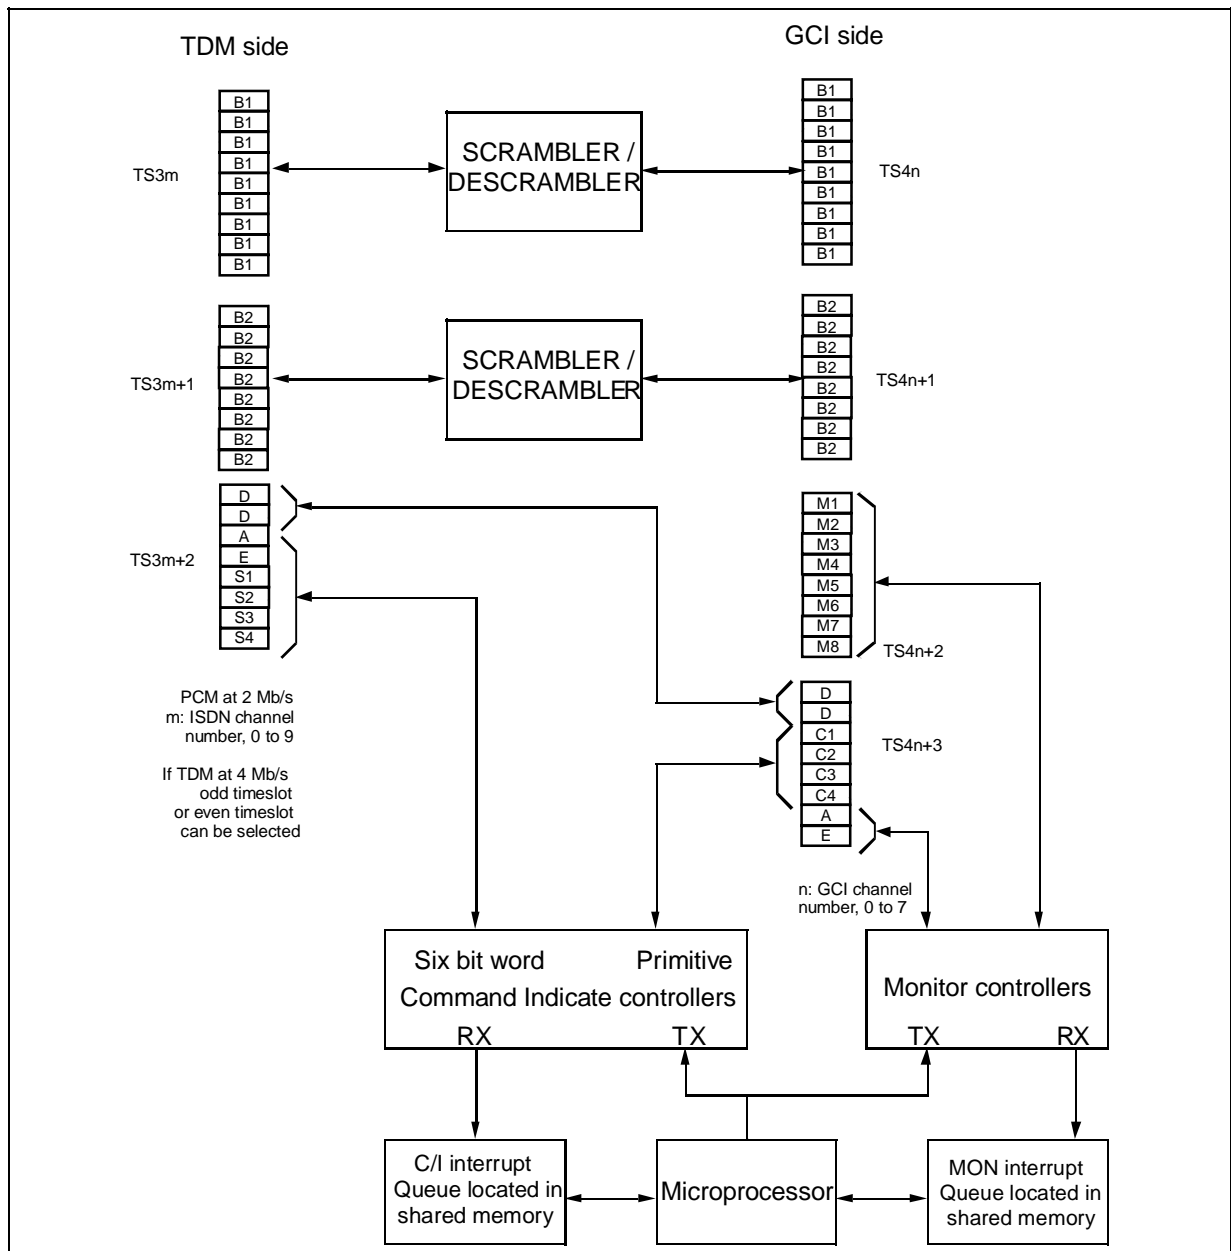 TDM side
B1
B1
B1
B1
B1
B1
B1
B1
B1
TS3m
SCRAMBLER /
DESCRAMBLER
GCI side
B1
B1
B1
B1
B1
B1
B1
B1
B1
TS4n
B2
B2
B2
B2
B2
B2
B2
B2
TS3m+1
SCRAMBLER /
DESCRAMBLER
B2
B2
B2
B2
B2
B2
B2
B2
TS4n+1
D
D
A
E
S1
S2
S3
S4
TS3m+2
M1
M2
M3
M4
M5
M6
M7
M8
TS4n+2
PCM at 2 Mb/s
m: ISDN channel
number, 0 to 9
If TDM at 4 Mb/s
odd timeslot
or even timeslot
can be selected
D
D
C1
C2
C3
C4
A
E
TS4n+3
n: GCI channel
number, 0 to 7
Six bit word Primitive
Command Indicate controllers
RX TX
Monitor controllers
TX RX
C/I interrupt
Queue located in
shared memory
Microprocessor
MON interrupt
Queue located in
shared memory